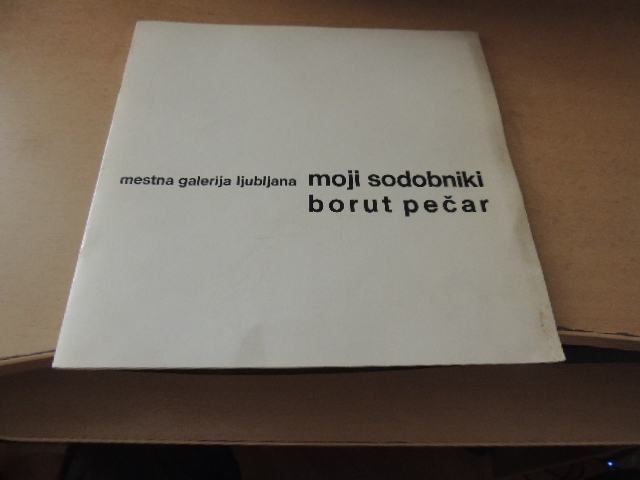 mestna galerija ljubljana moji sodobniki
borut pečar